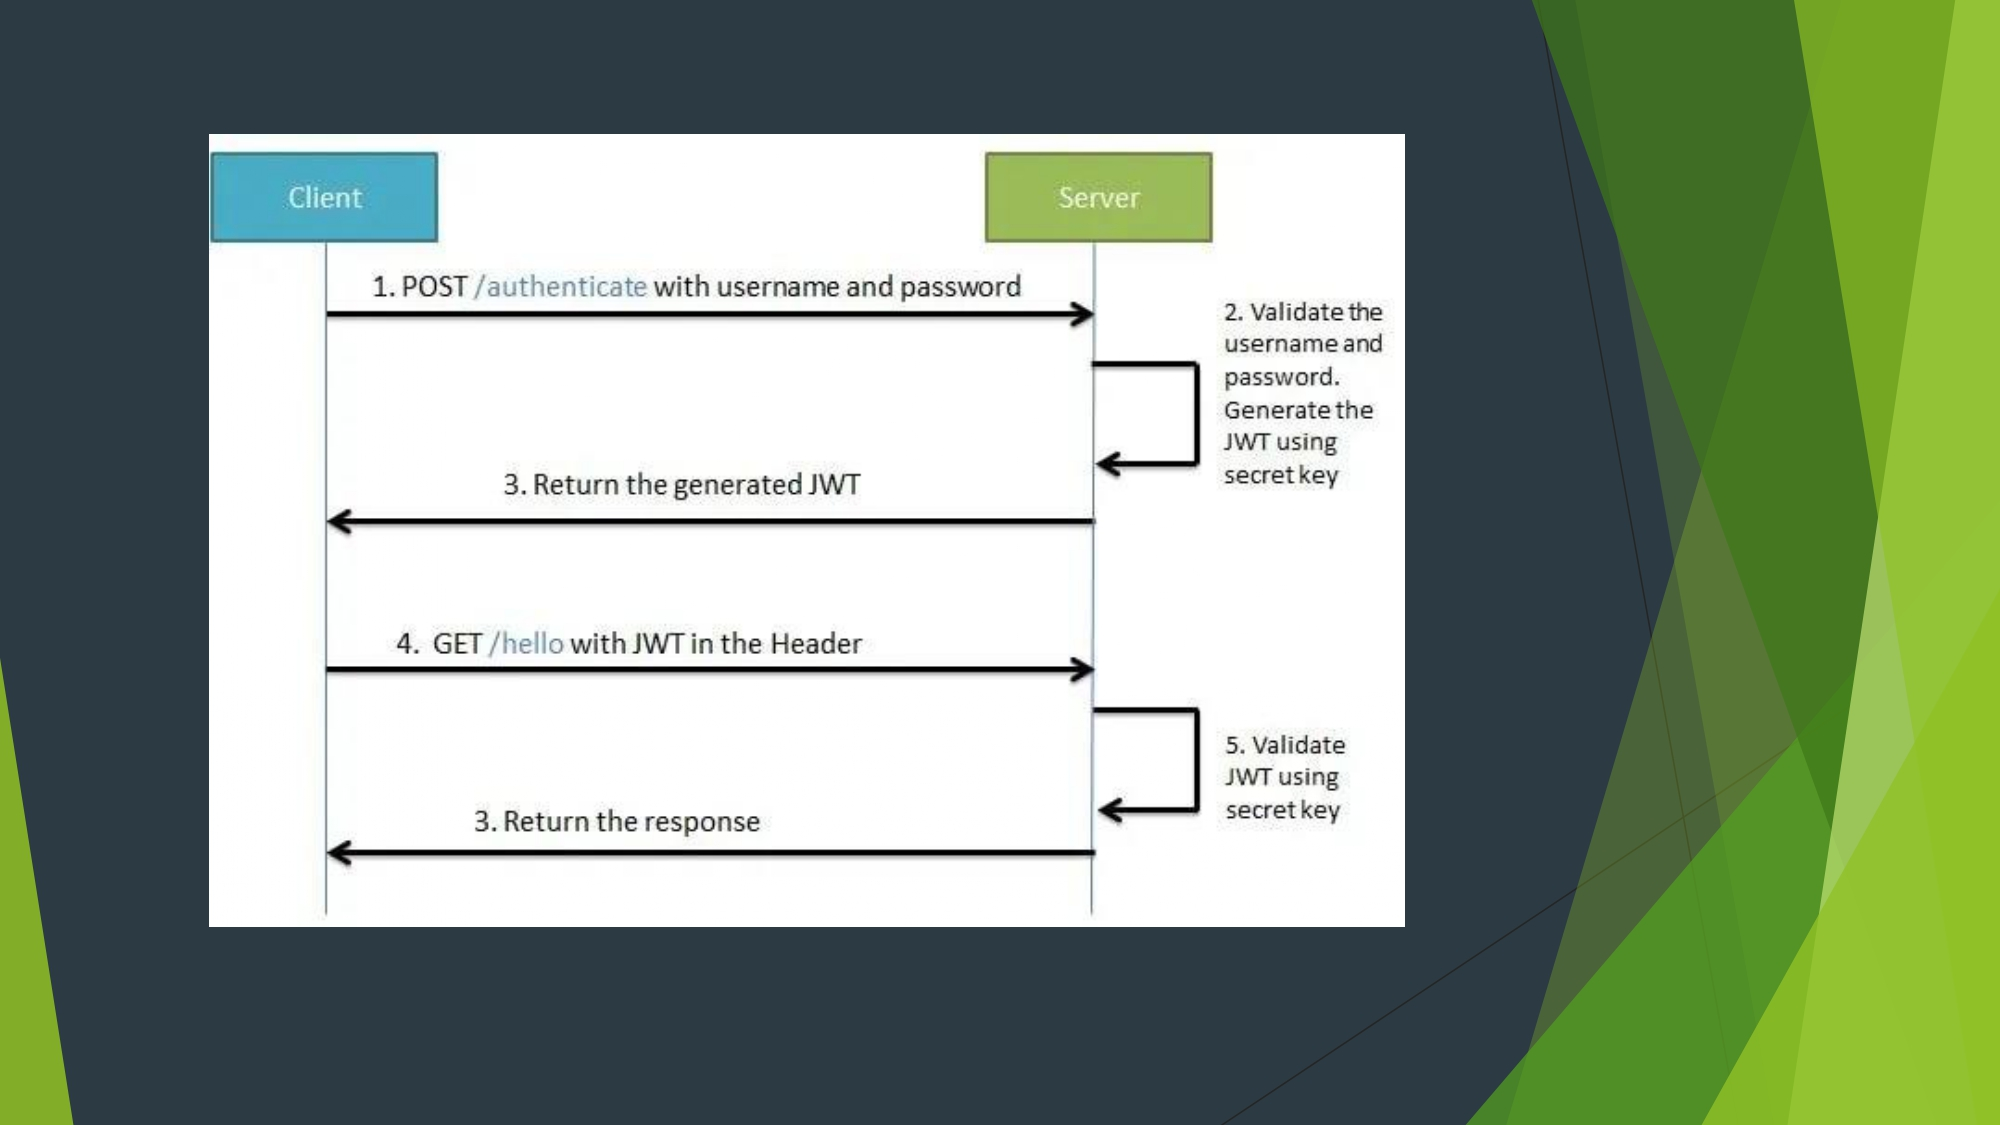 Client
Server
1. POST /authenticate with username and password
2. Validate the
username and
password.
Generate the
JWT using
secret key
3. Return the generated JWT
4. GET /hello with JWT in the Header
5. Validate
JWT using
secret key
3. Return the response